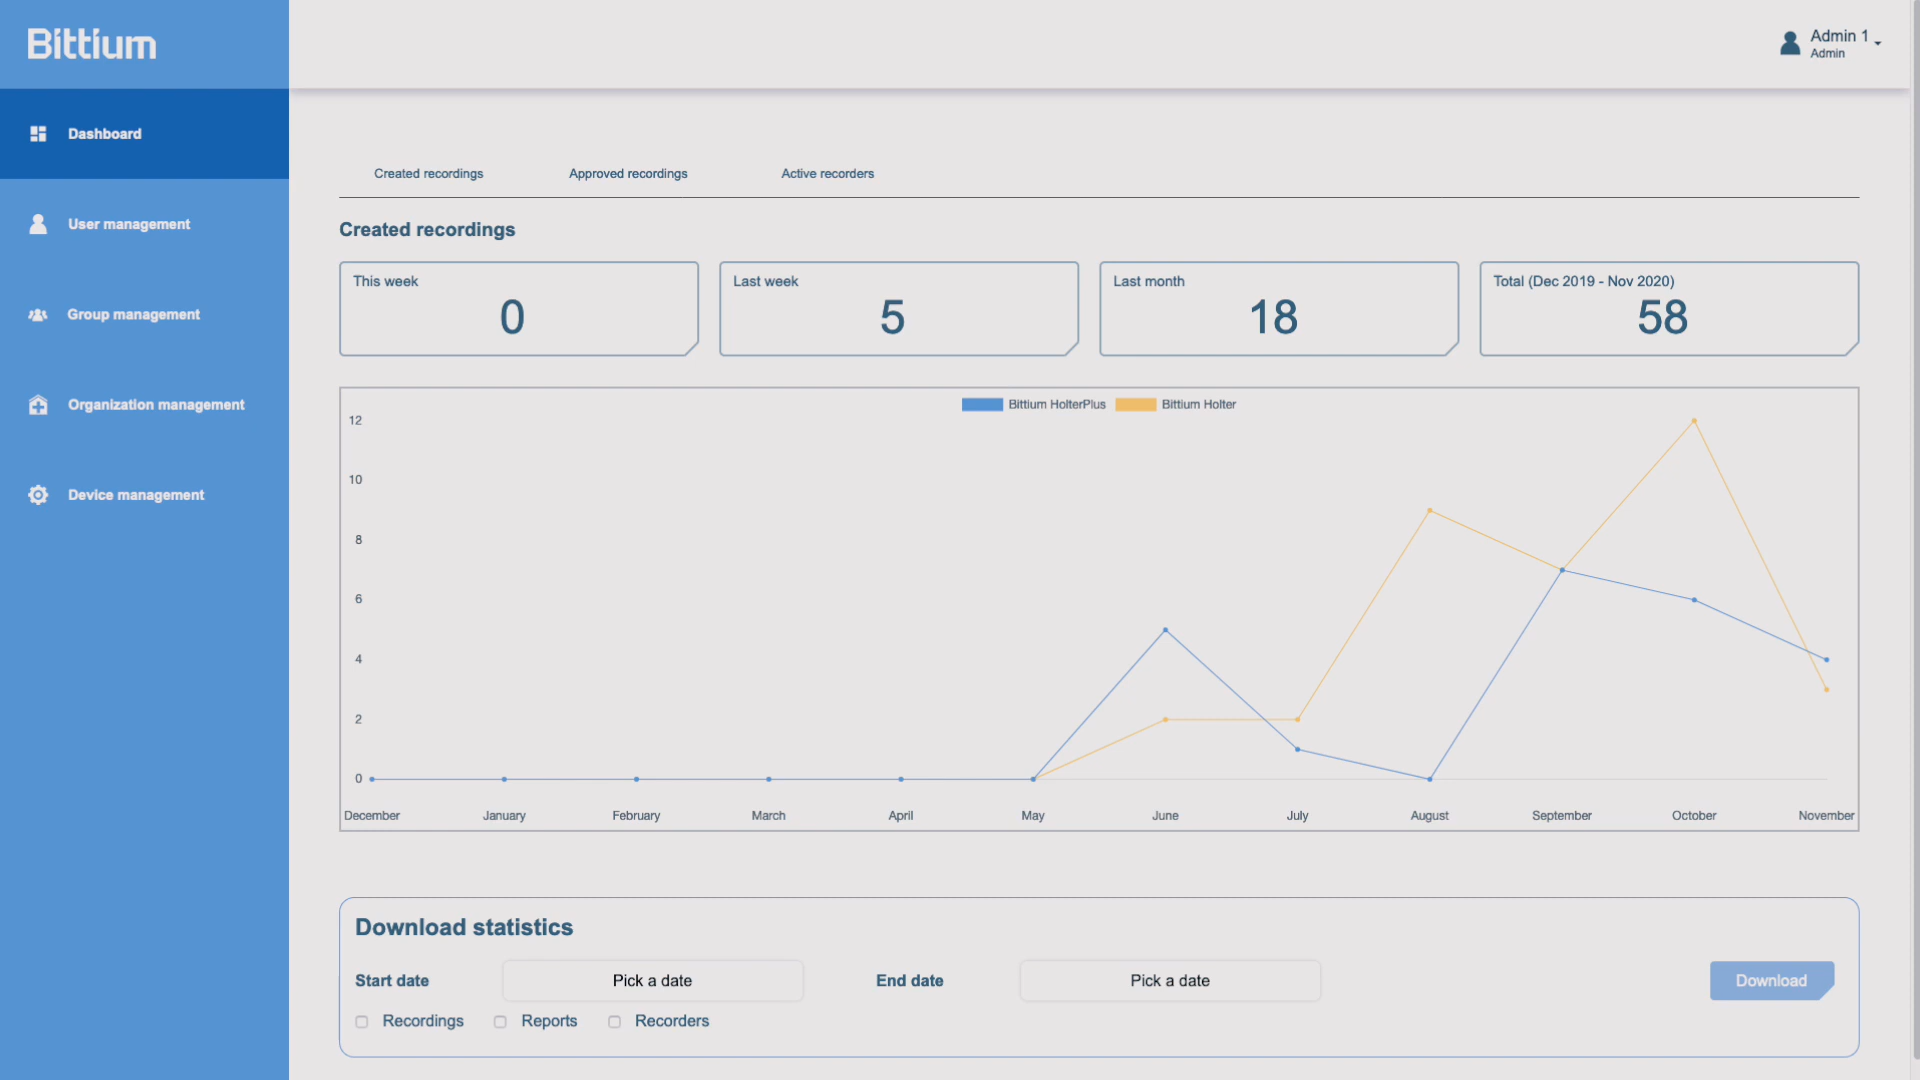 Bittium
Admin 1
Admin
Dashboard
User management
Group management
Organization management
Device management
Created recordings
Approved recordings
Active recorders
Created recordings
This week
0
Last week
5
Last month
18
Total (Dec 2019 - Nov 2020)
58
Bittium HolterPlus
Bittium Holter
12
10
8
6
4
2
0
December
January
February
March
April
May
June
July
August
September
October
November
Download statistics
Start date
Pick a date
End date
Pick a date
Download
Recordings
Reports
Recorders